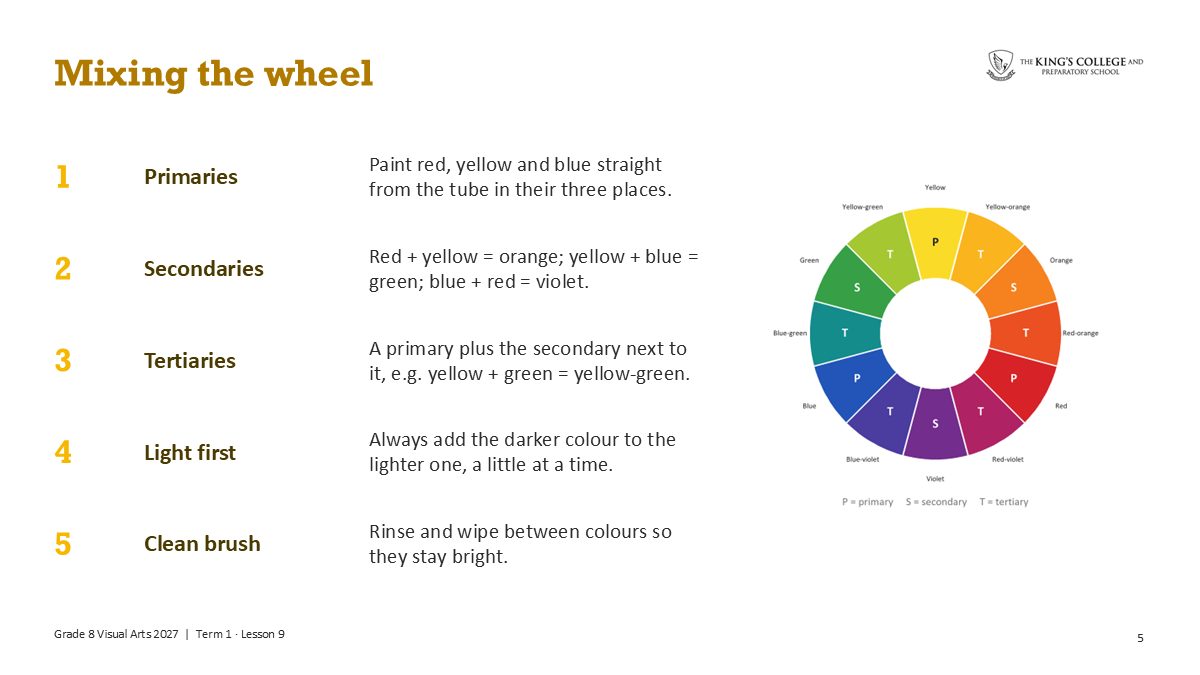 Mixing the wheel
THE KING'S COLLEGE AND
PREPARATORY SCHOOL
1
Primaries
Paint red, yellow and blue straight
from the tube in their three places.
2
Secondaries
Red + yellow = orange; yellow + blue =
green; blue + red = violet.
3
Tertiaries
A primary plus the secondary next to
it, e.g. yellow + green = yellow-green.
4
Light first
Always add the darker colour to the
lighter one, a little at a time.
5
Clean brush
Rinse and wipe between colours so
they stay bright.
Yellow
Yellow-green
Yellow-orange
P
T
T
Green
Orange
S
S
Blue-green
T
T
Red-orange
P
P
Blue
Red
T
T
S
Blue-violet
Red-violet
Violet
P = primary S = secondary T = tertiary
Grade 8 Visual Arts 2027 | Term 1 · Lesson 9
5